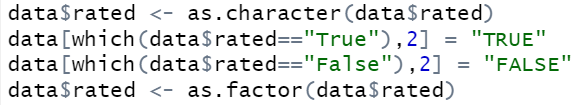 data$rated <- as.character(data$rated)
data[which(data$rated=="True"),2] = "TRUE"
data[which(data$rated=="False"),2] = "FALSE"
data$rated <- as.factor(data$rated)